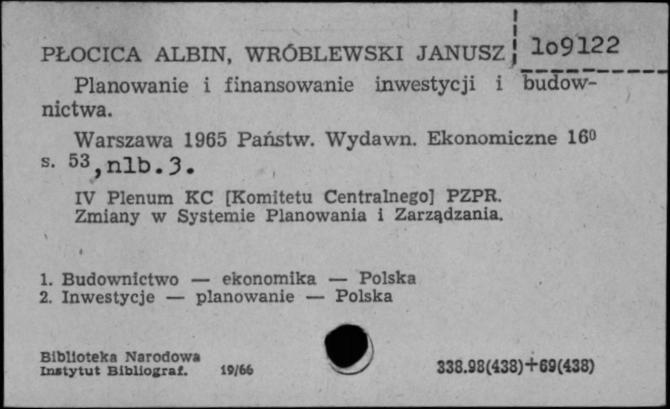 PŁOCICA ALBIN, WRÓBLEWSKI JANUSZ 1o9122
Planowanie i finansowanie inwestycji i budow-
nictwa.
Warszawa 1965 Państw. Wydawn. Ekonomiczne 16⁰
s. 53, nlb.3.
IV Plenum KC [Komitetu Centralnego] PZPR.
Zmiany w Systemie Planowania i Zarządzania.
1. Budownictwo — ekonomika — Polska
2. Inwestycje — planowanie — Polska
Biblioteka Narodowa
Instytut Bibliograf. 19/66 338.98(438)+69(438)